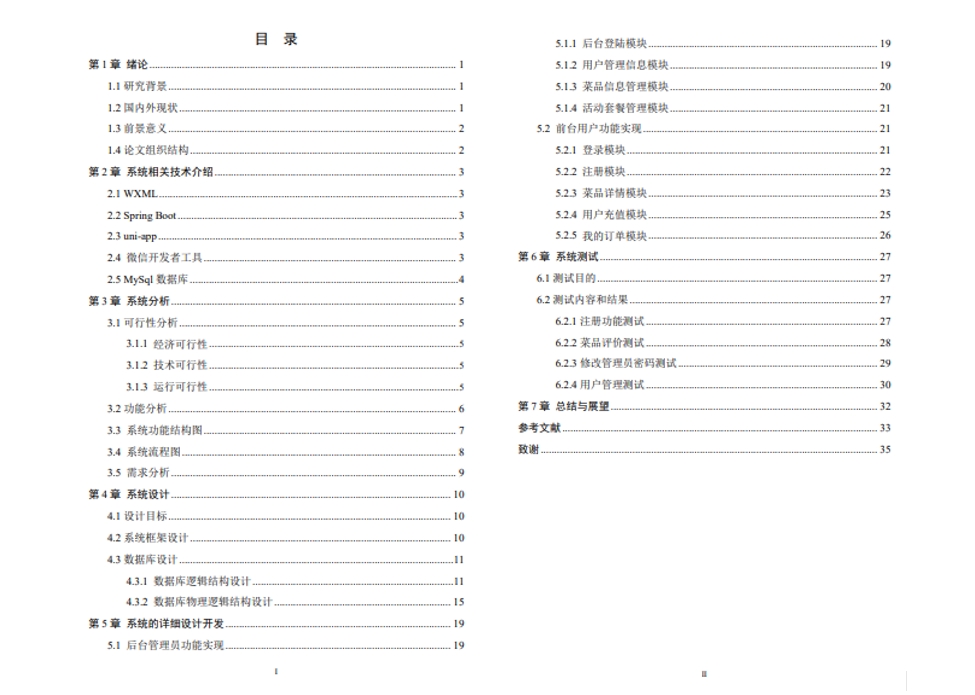 目 录
第 1 章 绪论 1
1.1 研究背景 1
1.2 国内外现状 1
1.3 前景意义 2
1.4 论文组织结构 2
第 2 章 系统相关技术介绍 3
2.1 WXML 3
2.2 Spring Boot 3
2.3 uni-app 3
2.4 微信开发者工具 3
2.5 MySql 数据库 4
第 3 章 系统分析 5
3.1 可行性分析 5
3.1.1 经济可行性 5
3.1.2 技术可行性 5
3.1.3 运行可行性 5
3.2 功能分析 6
3.3 系统功能结构图 7
3.4 系统流程图 8
3.5 需求分析 9
第 4 章 系统设计 10
4.1 设计目标 10
4.2 系统框架设计 10
4.3 数据库设计 11
4.3.1 数据库逻辑结构设计 11
4.3.2 数据库物理逻辑结构设计 15
第 5 章 系统的详细设计开发 19
5.1 后台管理员功能实现 19
I
5.1.1 后台登陆模块 19
5.1.2 用户管理信息模块 19
5.1.3 菜品信息管理模块 20
5.1.4 活动套餐管理模块 21
5.2 前台用户功能实现 21
5.2.1 登录模块 21
5.2.2 注册模块 22
5.2.3 菜品详情模块 23
5.2.4 用户充值模块 25
5.2.5 我的订单模块 26
第 6 章 系统测试 27
6.1 测试目的 27
6.2 测试内容和结果 27
6.2.1 注册功能测试 27
6.2.2 菜品评价测试 28
6.2.3 修改管理员密码测试 29
6.2.4 用户管理测试 30
第 7 章 总结与展望 32
参考文献 33
致谢 35
II